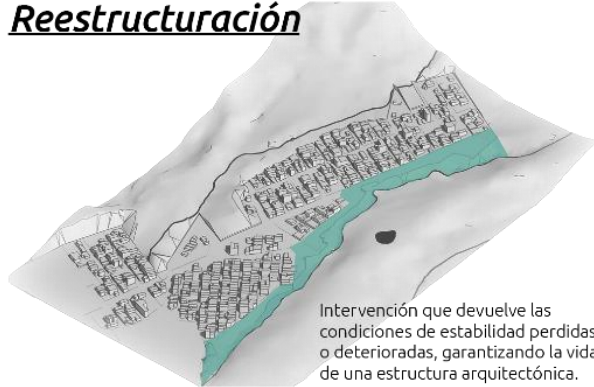 Reestructuración
Intervención que devuelve las
condiciones de estabilidad perdidas
o deterioradas, garantizando la vida
de una estructura arquitectónica.